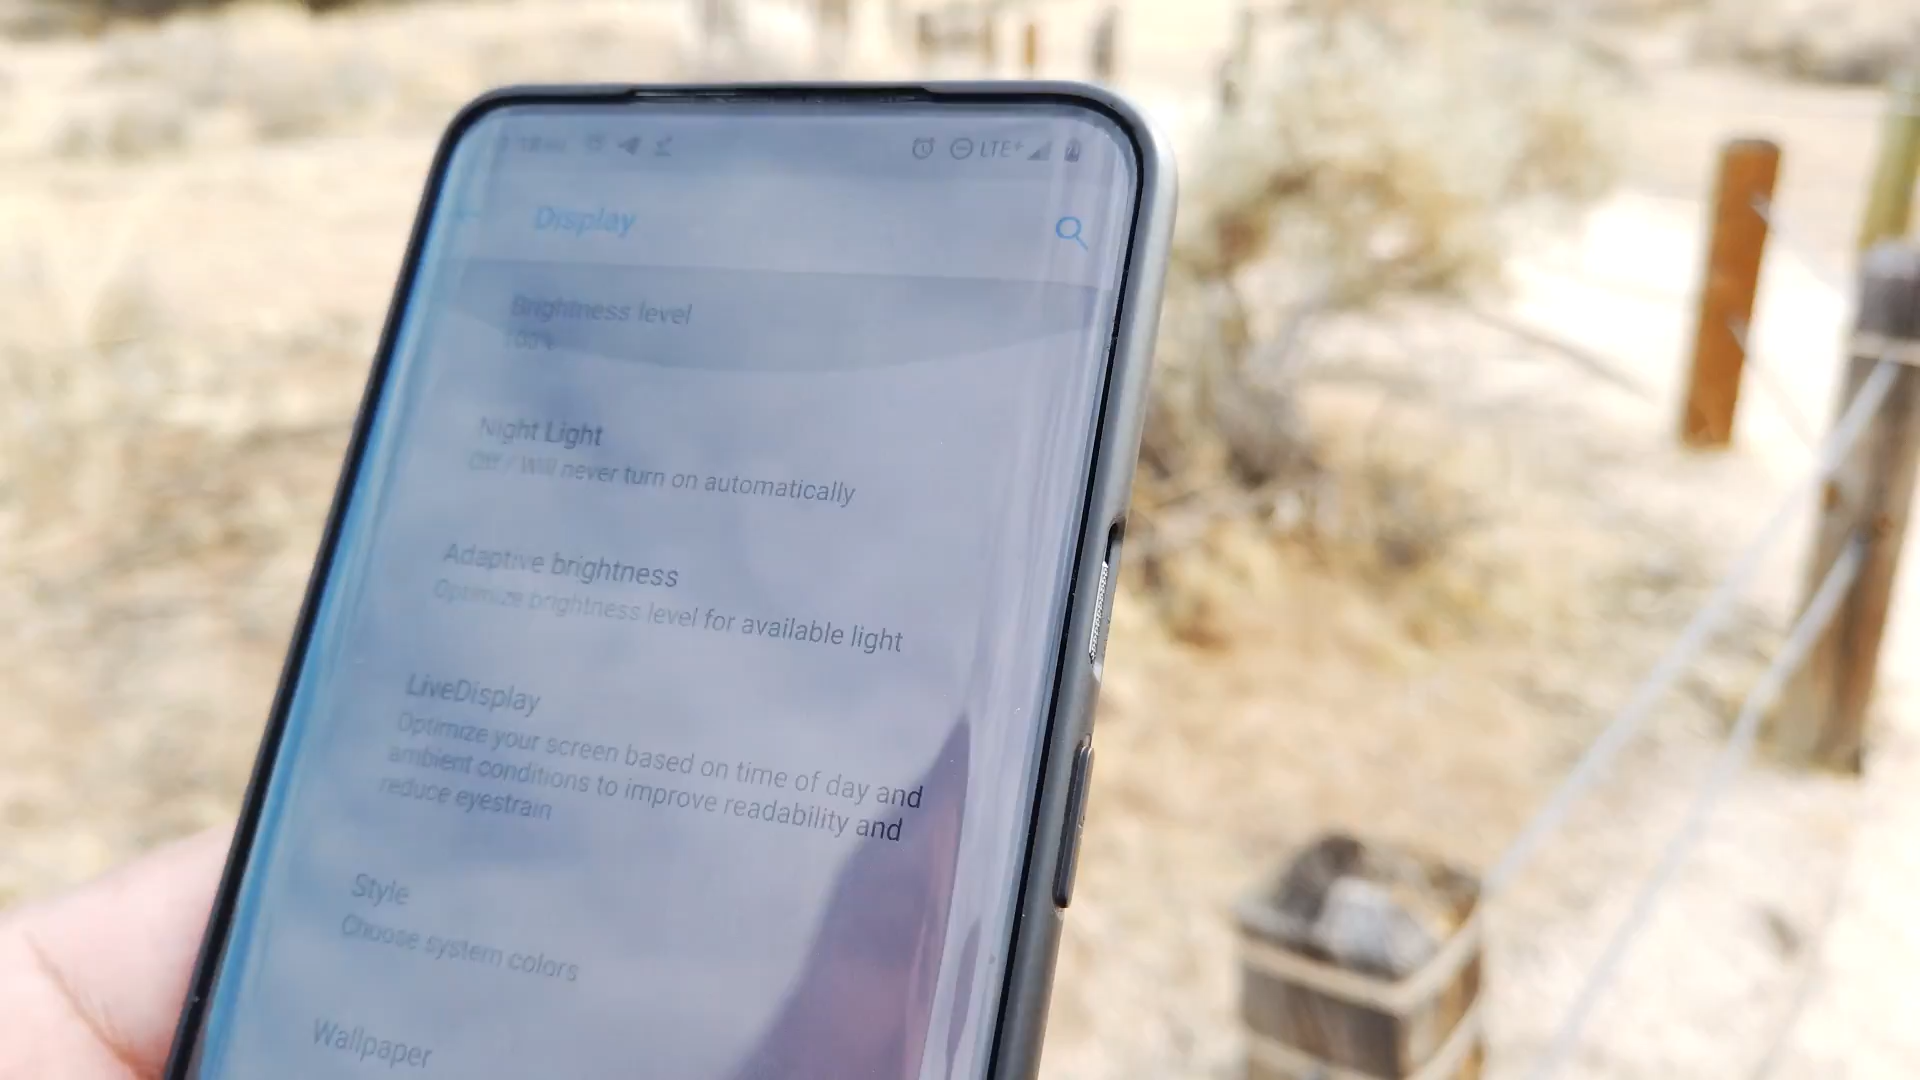 LTE+
Display
Brightness level
100%
Night Light
Off / Will never turn on automatically
Adaptive brightness
Optimize brightness level for available light
LiveDisplay
Optimize your screen based on time of day and
ambient conditions to improve readability and
reduce eyestrain
Style
Choose system colors
Wallpaper